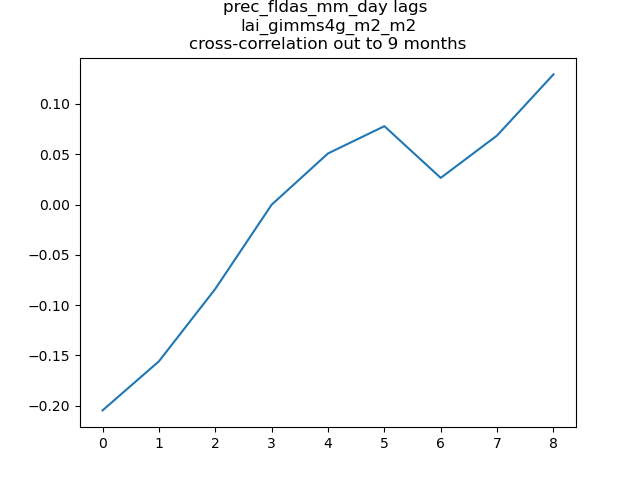 prec_fldas_mm_day lags
lai_gimms4g_m2_m2
cross-correlation out to 9 months
0.10
0.05
0.00
−0.05
−0.10
−0.15
−0.20
0 1 2 3 4 5 6 7 8